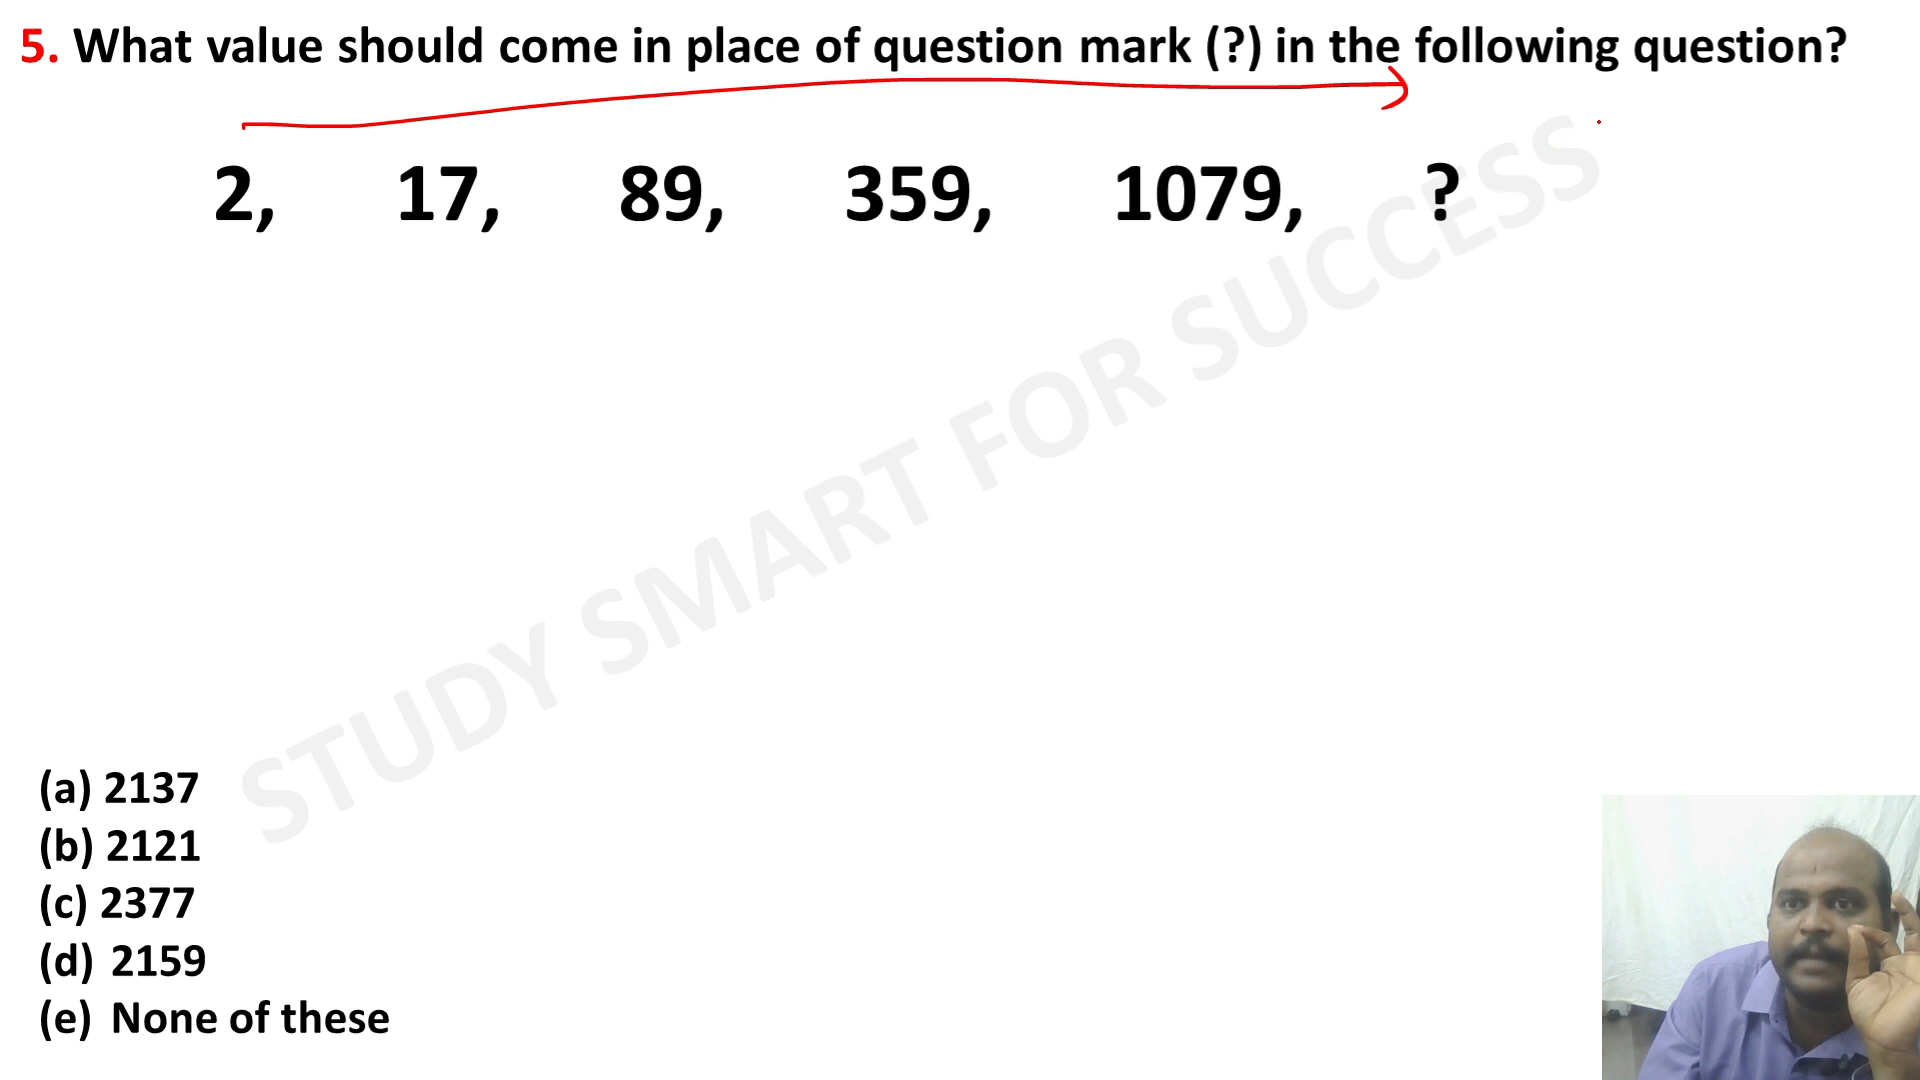 5. What value should come in place of question mark (?) in the following question?
2, 17, 89, 359, 1079, ?
STUDY SMART FOR SUCCESS
(a) 2137
(b) 2121
(c) 2377
(d) 2159
(e) None of these